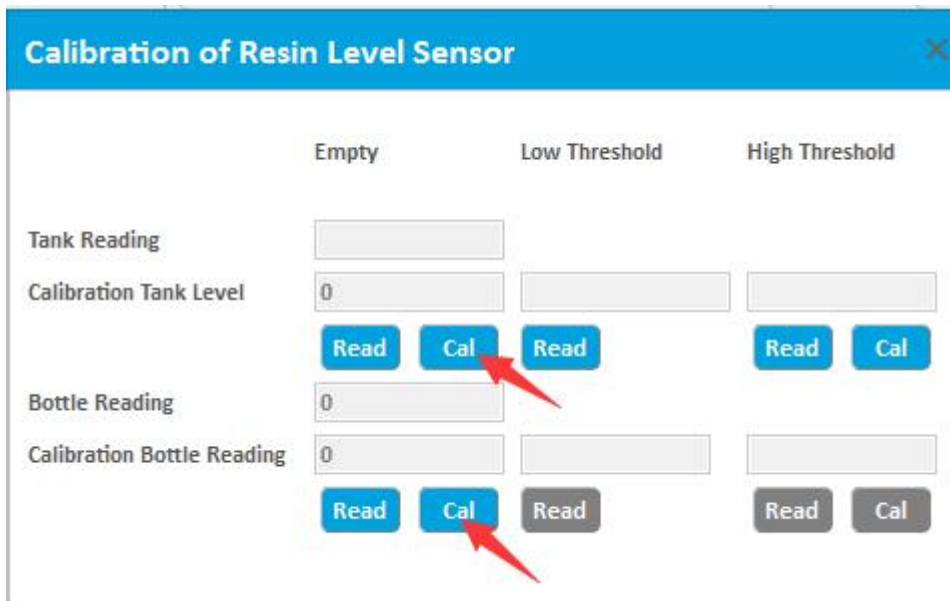 Calibration of Resin Level Sensor
Empty Low Threshold High Threshold
Tank Reading
Calibration Tank Level 0
Read Cal Read Read Cal
Bottle Reading 0
Calibration Bottle Reading 0
Read Cal Read Read Cal